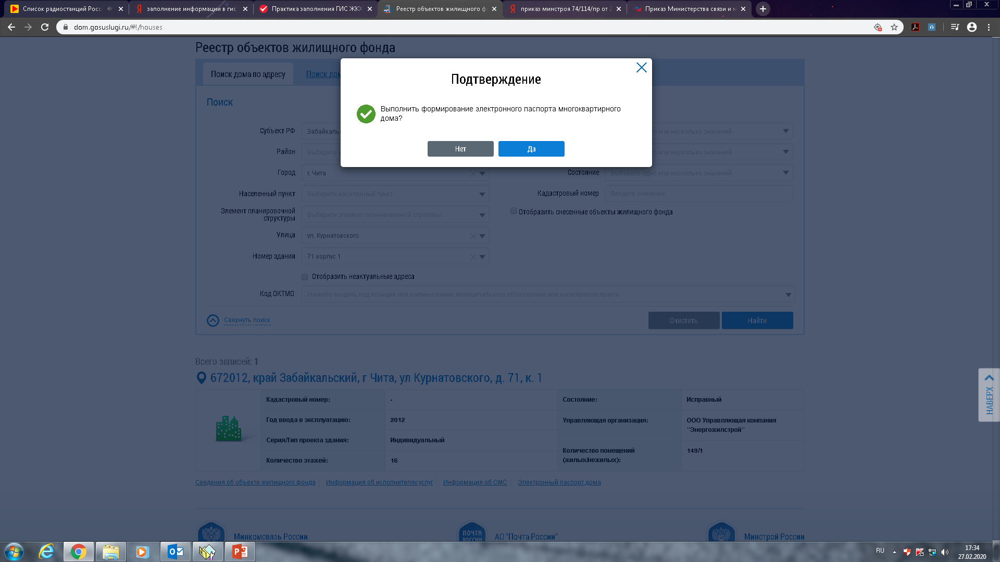 Список радиостанций Росс
заполнение информации в гис
Практика заполнения ГИС ЖКХ
Реестр объектов жилищного ф
приказ минстроя 74/114/пр от 2
Приказ Министерства связи и м
dom.gosuslugi.ru/#!/houses
Реестр объектов жилищного фонда
Поиск дома по адресу
Поиск дом
Подтверждение
Выполнить формирование электронного паспорта многоквартирного
дома?
Нет
Да
Поиск
Субъект РФ
Забайкаль
но или несколько значений
Район
Выберите р
но или несколько значений
Город
г. Чита
Состояние
Выберите одно или несколько значений
Населенный пункт
Выберите населенный пункт
Кадастровый номер
Введите значение
Элемент планировочной
структуры
Выберите элемент планировочной структуры
Отобразить снесенные объекты жилищного фонда
Улица
ул. Курнатовского
Номер здания
71 корпус 1
Отобразить неактуальные адреса
Код ОКТМО
Начните вводить код позиции или наименование муниципального образования или населённого пункта
Свернуть поиск
Очистить
Найти
Всего записей: 1
672012, край Забайкальский, г Чита, ул Курнатовского, д. 71, к. 1
Кадастровый номер:
-
Состояние:
Исправный
Год ввода в эксплуатацию:
2012
Управляющая организация:
ООО Управляющая компания
"Энергожилстрой"
Серия/Тип проекта здания:
Индивидуальный
Количество этажей:
16
Количество помещений
(жилых/нежилых):
149/1
Сведения об объекте жилищного фонда
Информация об исполнителях услуг
Информация об ОМС
Электронный паспорт дома
НАВЕРХ
Минкомсвязь России
ПОЧТА
РОССИИ
АО "Почта России"
Минстрой России
RU
17:34
27.02.2020